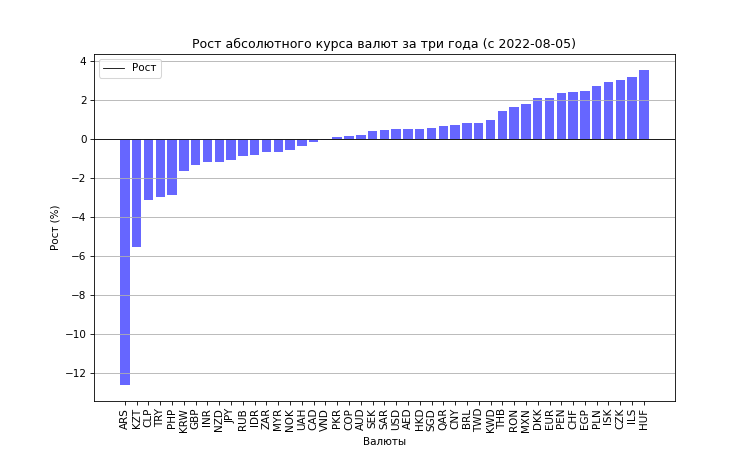 Рост абсолютного курса валют за три года (с 2022-08-05)
Рост
4
2
0
−2
−4
−6
−8
−10
−12
Рост (%)
ARS KZT CLP TRY PHP KRW GBP INR NZD JPY RUB IDR ZAR MYR NOK UAH CAD VND PKR COP AUD SEK SAR USD AED HKD SGD QAR CNY BRL TWD KWD THB RON MXN DKK EUR PEN CHF EGP PLN ISK CZK ILS HUF
Валюты